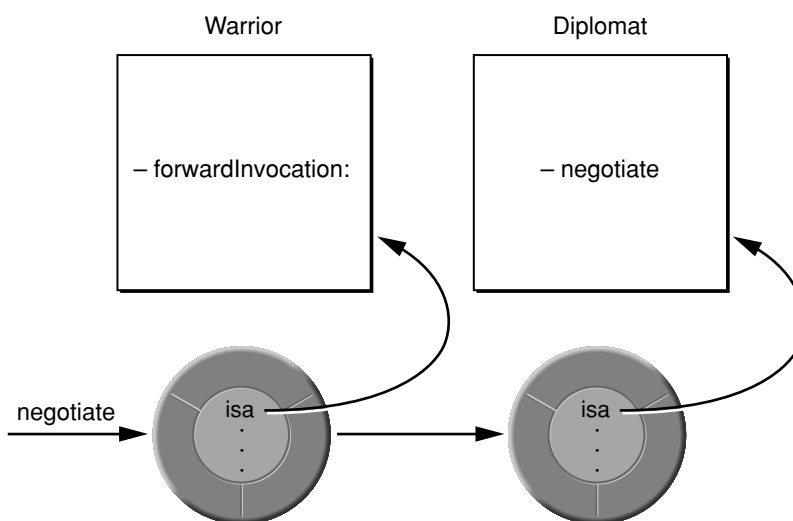 Warrior
Diplomat
– forwardInvocation:
– negotiate
negotiate
isa
.
.
.
isa
.
.
.